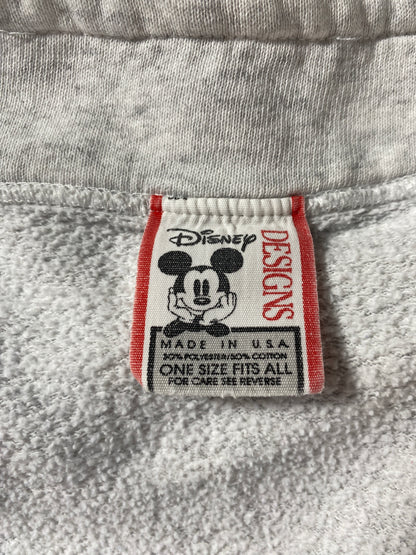 Disney
DESIGNS
MADE IN U.S.A.
50% POLYESTER/50% COTTON
ONE SIZE FITS ALL
FOR CARE SEE REVERSE